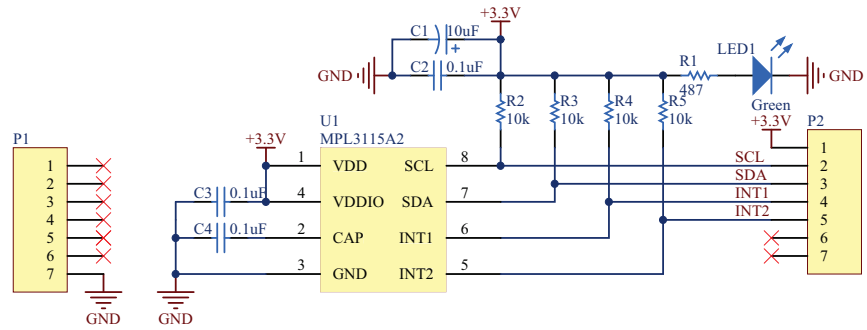 +3.3V
C1 10uF
+
C2 0.1uF
GND
LED1
R1
487
Green
GND
R2
10k
R3
10k
R4
10k
R5
10k
P2
+3.3V
U1
MPL3115A2
+3.3V
P1
1
2
3
4
5
6
7
GND
C3 0.1uF
C4 0.1uF
GND
1 VDD SCL 8
4 VDDIO SDA 7
2 CAP INT1 6
3 GND INT2 5
SCL
SDA
INT1
INT2
1
2
3
4
5
6
7